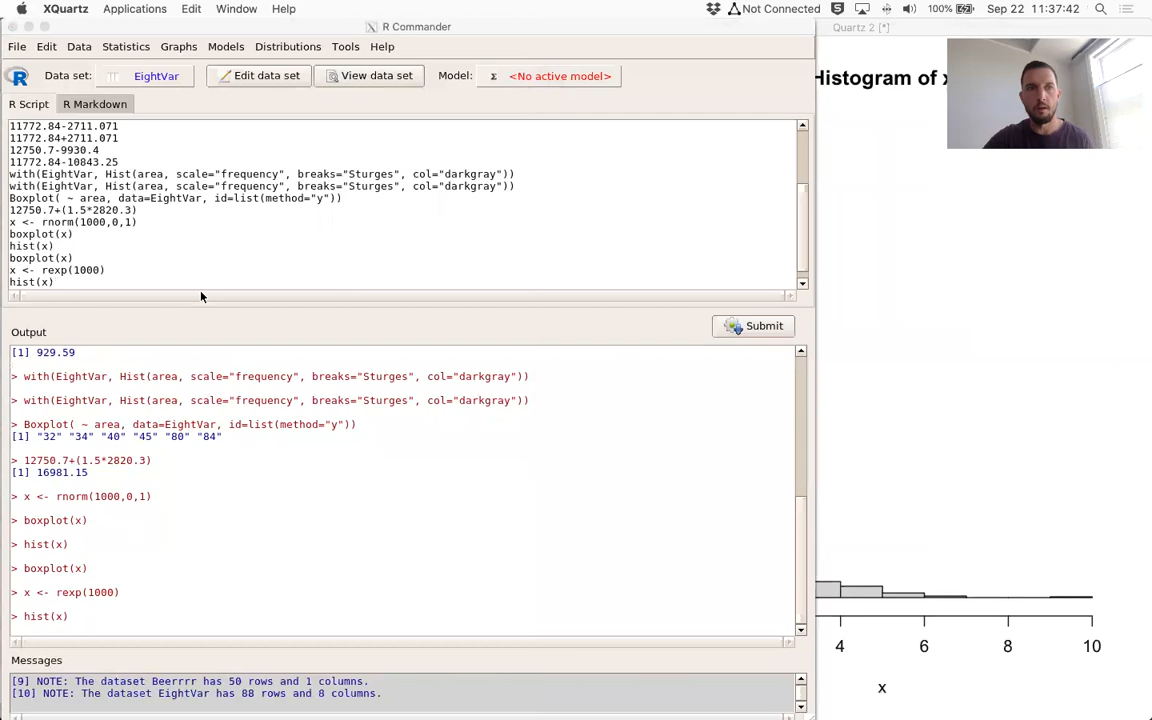 XQuartz Applications Edit Window Help Not Connected 100% Sep 22 11:37:42
R Commander
Quartz 2 [*]
File Edit Data Statistics Graphs Models Distributions Tools Help
R Data set: EightVar Edit data set View data set Model: Σ <No active model>
R Script R Markdown
11772.84-2711.071
11772.84+2711.071
12750.7-9930.4
11772.84-10843.25
with(EightVar, Hist(area, scale="frequency", breaks="Sturges", col="darkgray"))
with(EightVar, Hist(area, scale="frequency", breaks="Sturges", col="darkgray"))
Boxplot( ~ area, data=EightVar, id=list(method="y"))
12750.7+(1.5*2820.3)
x <- rnorm(1000,0,1)
boxplot(x)
hist(x)
boxplot(x)
x <- rexp(1000)
hist(x)
Output
Submit
[1] 929.59
> with(EightVar, Hist(area, scale="frequency", breaks="Sturges", col="darkgray"))
> with(EightVar, Hist(area, scale="frequency", breaks="Sturges", col="darkgray"))
> Boxplot( ~ area, data=EightVar, id=list(method="y"))
[1] "32" "34" "40" "45" "80" "84"
> 12750.7+(1.5*2820.3)
[1] 16981.15
> x <- rnorm(1000,0,1)
> boxplot(x)
> hist(x)
> boxplot(x)
> x <- rexp(1000)
> hist(x)
Messages
[9] NOTE: The dataset Beerrrr has 50 rows and 1 columns.
[10] NOTE: The dataset EightVar has 88 rows and 8 columns.
Histogram of x
4 6 8 10
x